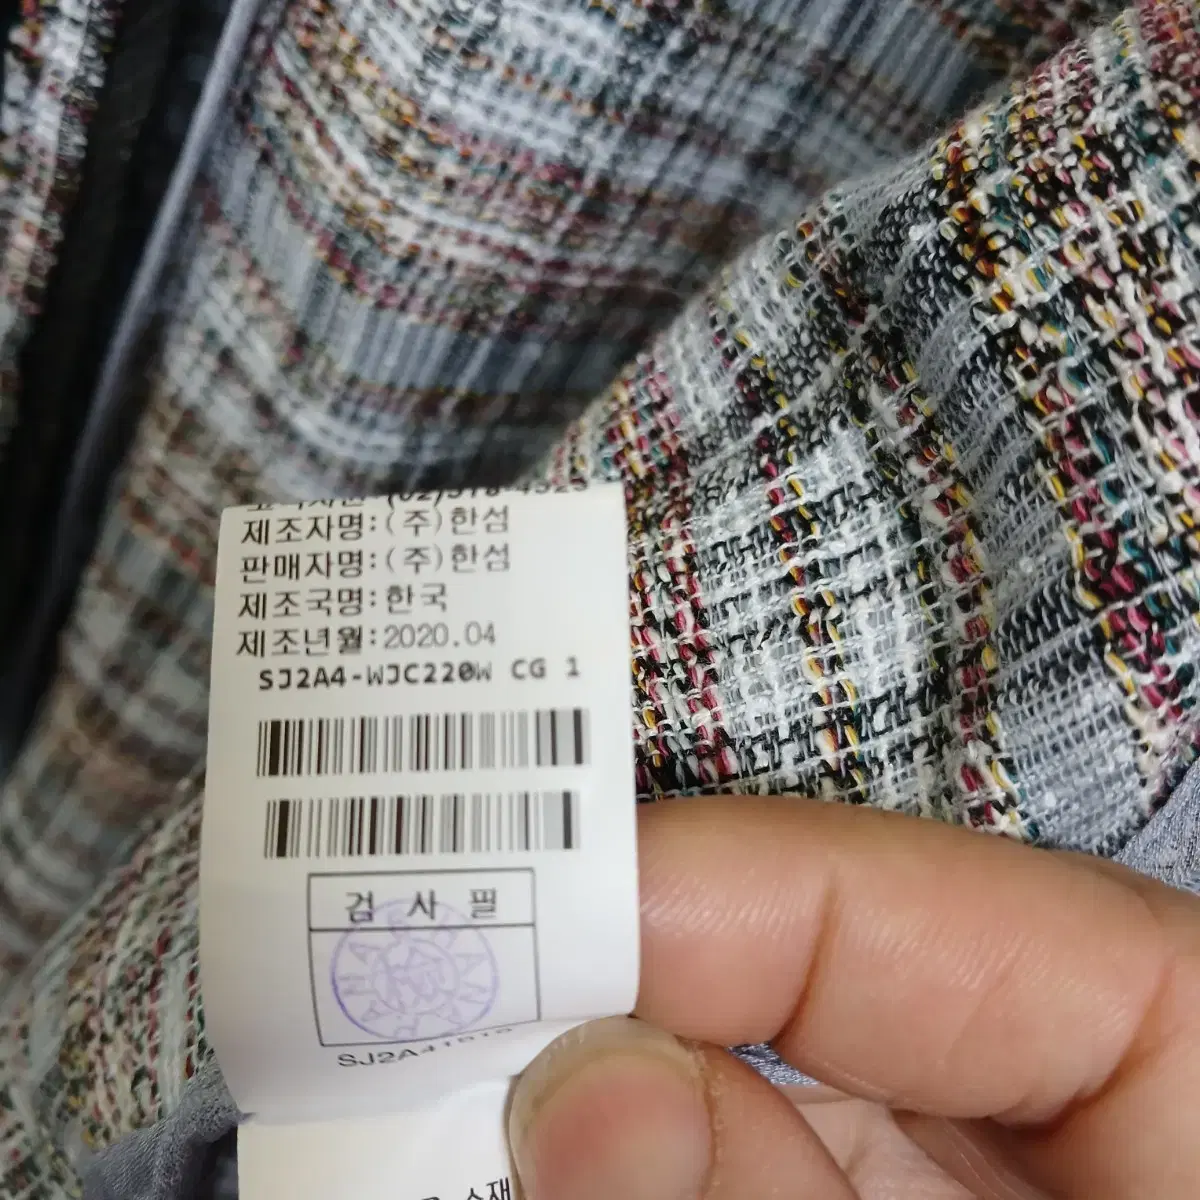 제조자명:(주)한섬
판매자명:(주)한섬
제조국명:한국
제조년월:2020.04
SJ2A4-WJC220W CG 1
검 사 필